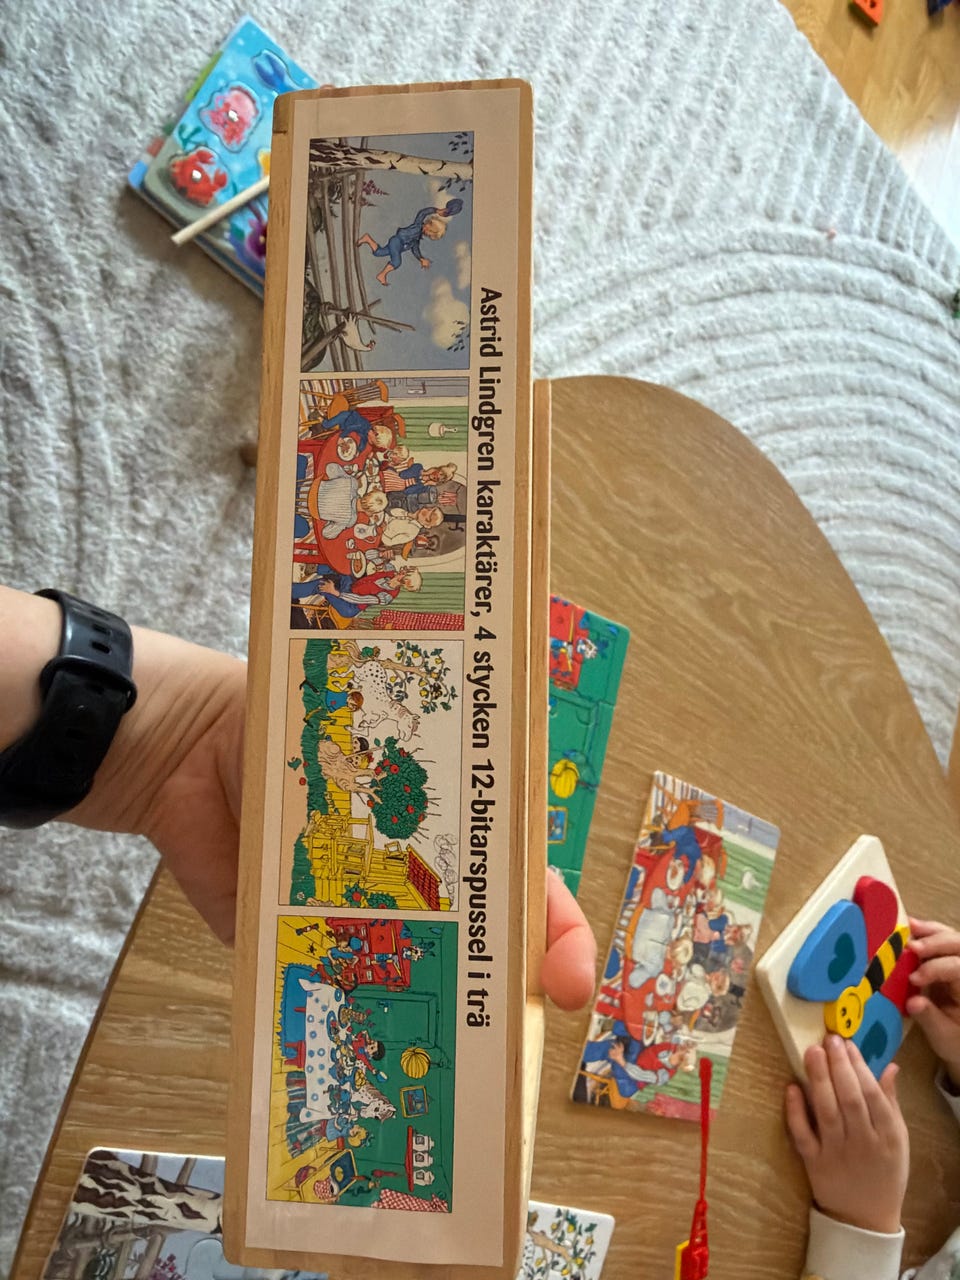 Astrid Lindgren karaktärer, 4 stycken 12-bitarspussel i trä